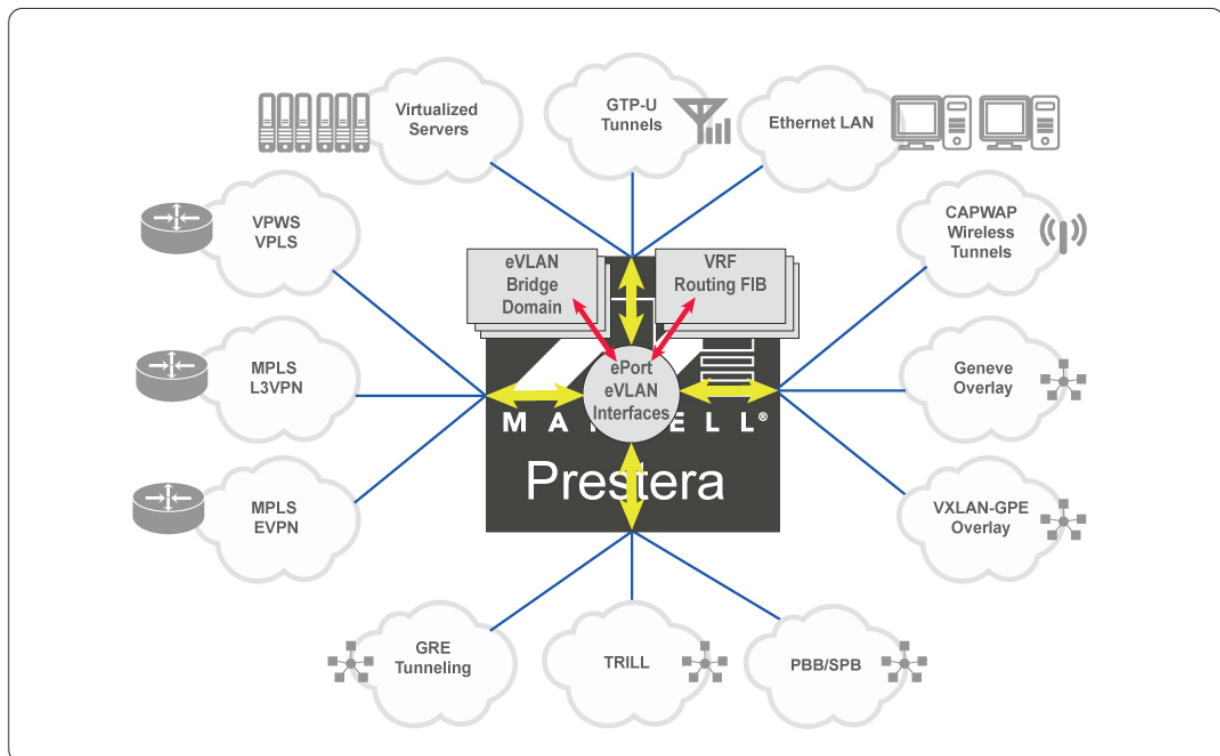 Virtualized
Servers
GTP-U
Tunnels
Ethernet LAN
VPWS
VPLS
CAPWAP
Wireless
Tunnels
eVLAN
Bridge
Domain
VRF
Routing FIB
MPLS
L3VPN
ePort
eVLAN
Interfaces
Geneve
Overlay
M A ELL®
Prestera
MPLS
EVPN
VXLAN-GPE
Overlay
GRE
Tunneling
TRILL
PBB/SPB